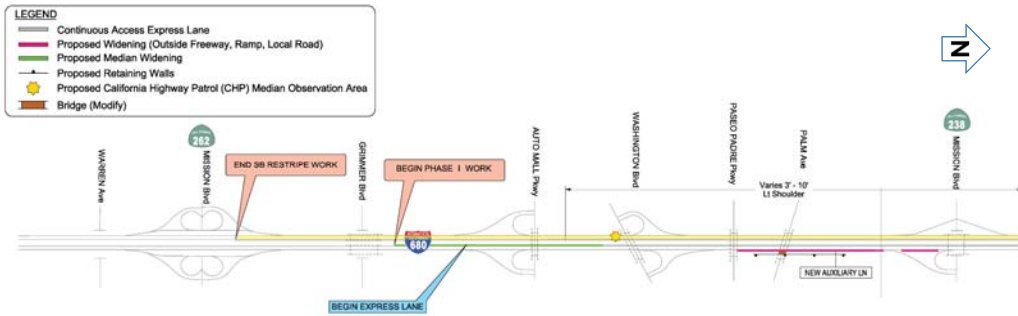 LEGEND
Continuous Access Express Lane
Proposed Widening (Outside Freeway, Ramp, Local Road)
Proposed Median Widening
Proposed Retaining Walls
Proposed California Highway Patrol (CHP) Median Observation Area
Bridge (Modify)
N
WARREN Ave
262
MISSION Blvd
END SB RESTRIPE WORK
GRIMMER Blvd
BEGIN PHASE I WORK
680
BEGIN EXPRESS LANE
AUTO MALL Pkwy
WASHINGTON Blvd
PASEO PADRE Pkwy
PALM Ave
Varies 3' - 10'
Lt Shoulder
NEW AUXILIARY LN
238
MISSION Blvd